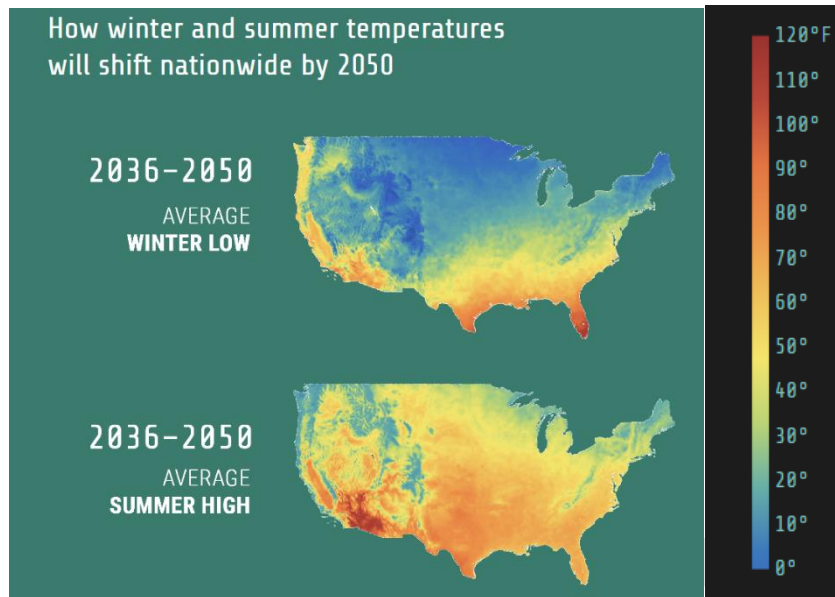 How winter and summer temperatures
will shift nationwide by 2050
2036–2050
AVERAGE
WINTER LOW
2036–2050
AVERAGE
SUMMER HIGH
120°F
110°
100°
90°
80°
70°
60°
50°
40°
30°
20°
10°
0°